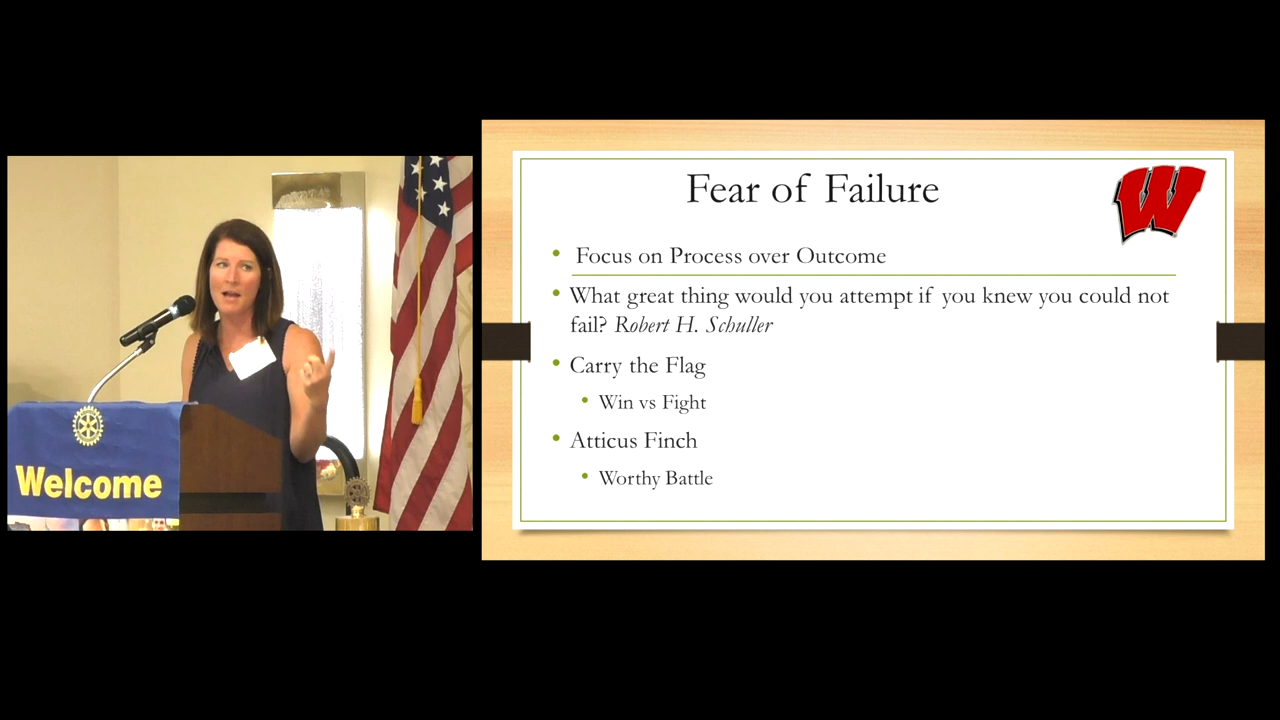 Welcome
Fear of Failure
W
• Focus on Process over Outcome
• What great thing would you attempt if you knew you could not
fail? Robert H. Schuller
• Carry the Flag
• Win vs Fight
• Atticus Finch
• Worthy Battle